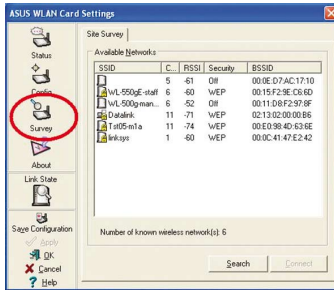 ASUS WLAN Card Settings
Status
Config
Survey
About
Link State
Save Configuration
Apply
OK
Cancel
Help
Site Survey
Available Networks
SSID C... RSSI Security BSSID
5 -61 Off 00:0E:D7:AC:17:10
WL-550gE-staff 6 -60 WEP 00:15:F2:9E:C6:6D
WL-500g-man... 6 -52 Off 00:11:D8:F2:97:8F
Datalink 11 -71 WEP 02:13:02:00:00:B6
Tst05-m1a 11 -74 WEP 00:E0:98:4D:63:6E
linksys 1 -60 WEP 00:0C:41:47:E2:42
Number of known wireless network(s): 6
Search
Connect